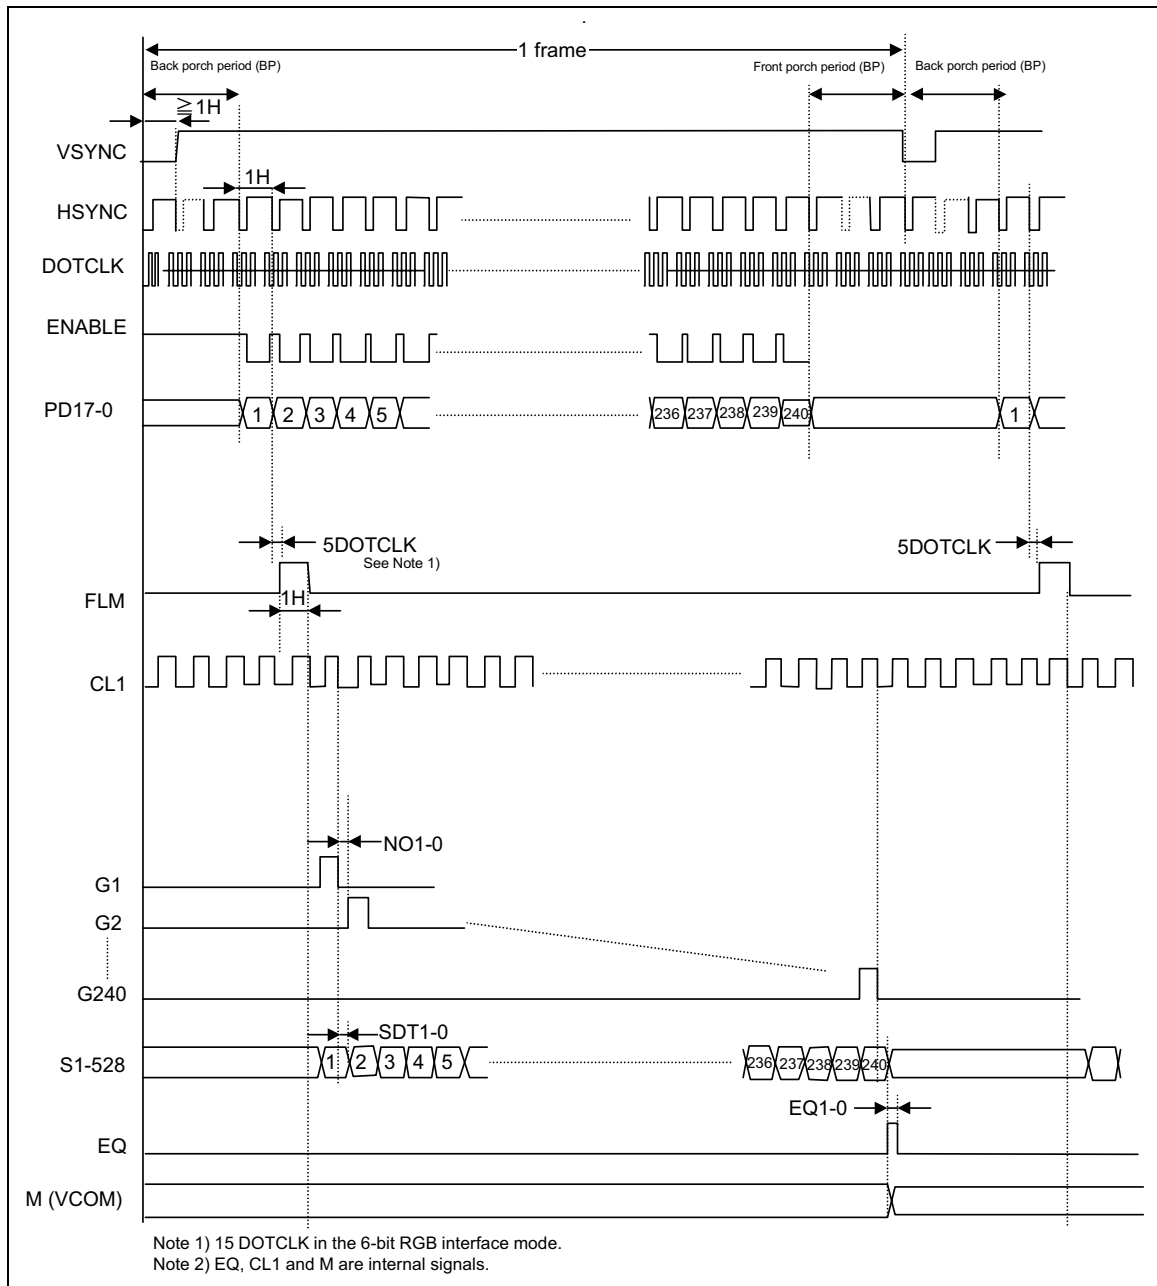 1 frame
Back porch period (BP)
Front porch period (BP)
Back porch period (BP)
≧ 1H
VSYNC
1H
HSYNC
DOTCLK
ENABLE
PD17-0
1 2 3 4 5
236 237 238 239 240
1
5DOTCLK
See Note 1)
5DOTCLK
FLM
1H
CL1
NO1-0
G1
G2
G240
SDT1-0
S1-528
1 2 3 4 5
236 237 238 239 240
EQ1-0
EQ
M (VCOM)
Note 1) 15 DOTCLK in the 6-bit RGB interface mode.
Note 2) EQ, CL1 and M are internal signals.